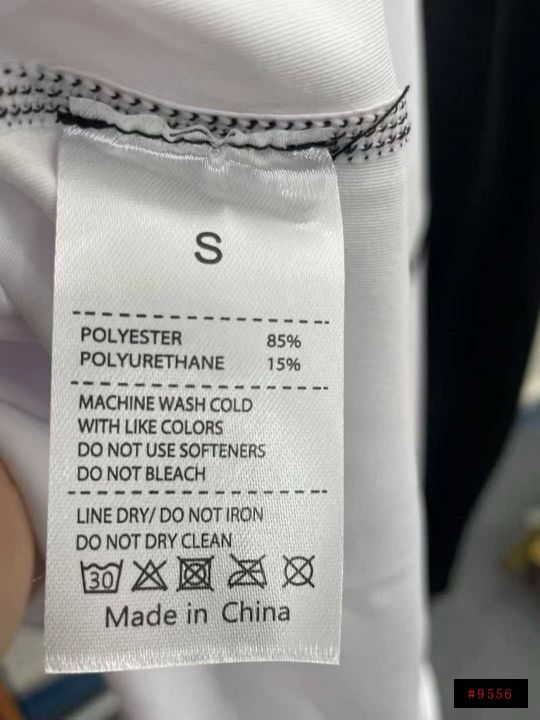 S
POLYESTER 85%
POLYURETHANE 15%
MACHINE WASH COLD
WITH LIKE COLORS
DO NOT USE SOFTENERS
DO NOT BLEACH
LINE DRY/ DO NOT IRON
DO NOT DRY CLEAN
30
Made in China
#9556